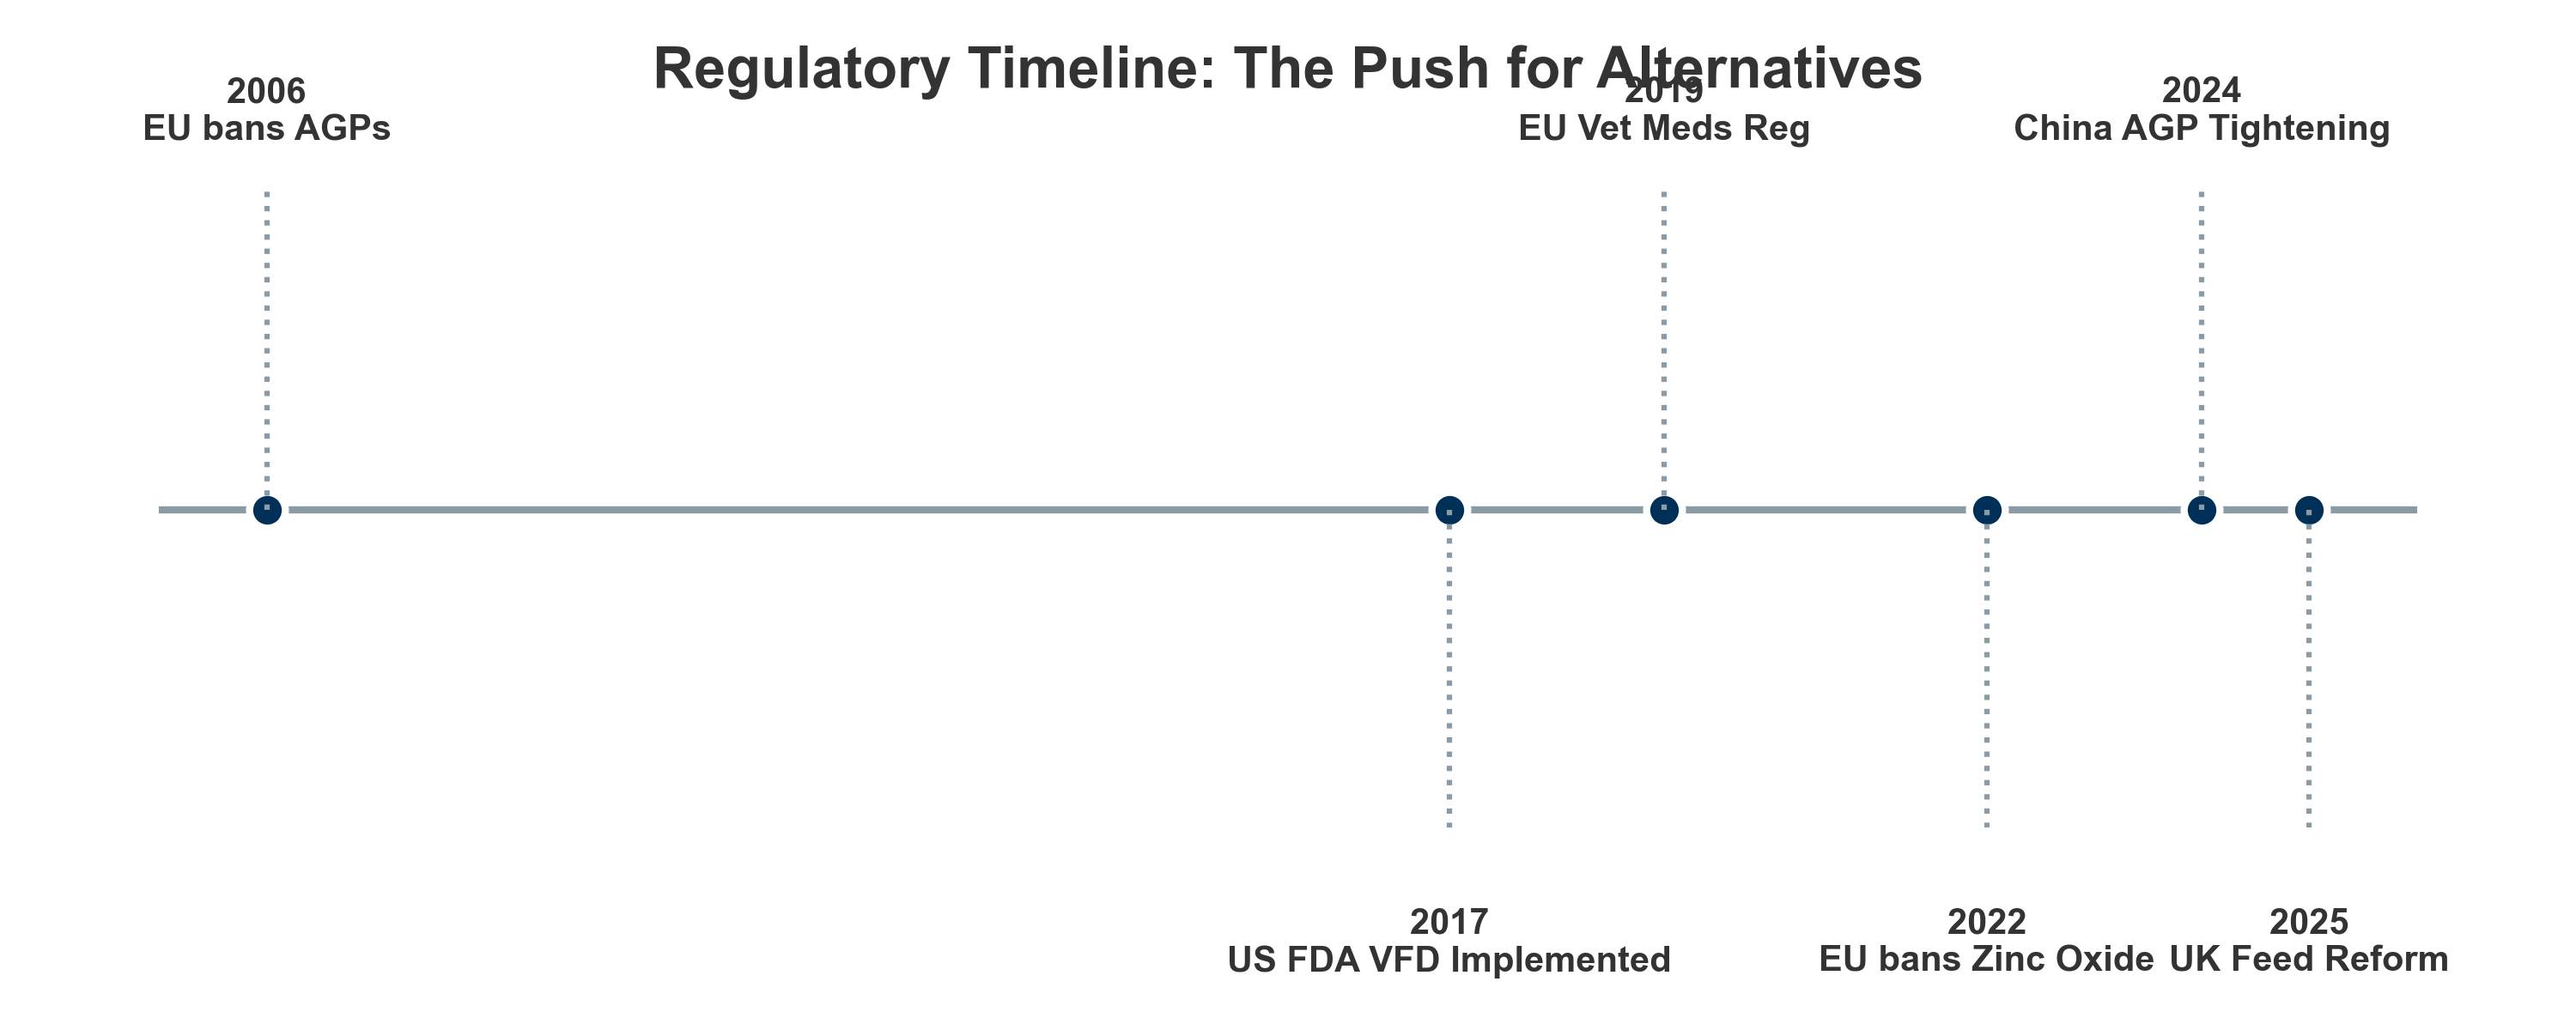 Regulatory Timeline: The Push for Alternatives
2006
EU bans AGPs
2019
EU Vet Meds Reg
2024
China AGP Tightening
2017
US FDA VFD Implemented
2022
EU bans Zinc Oxide
2025
UK Feed Reform